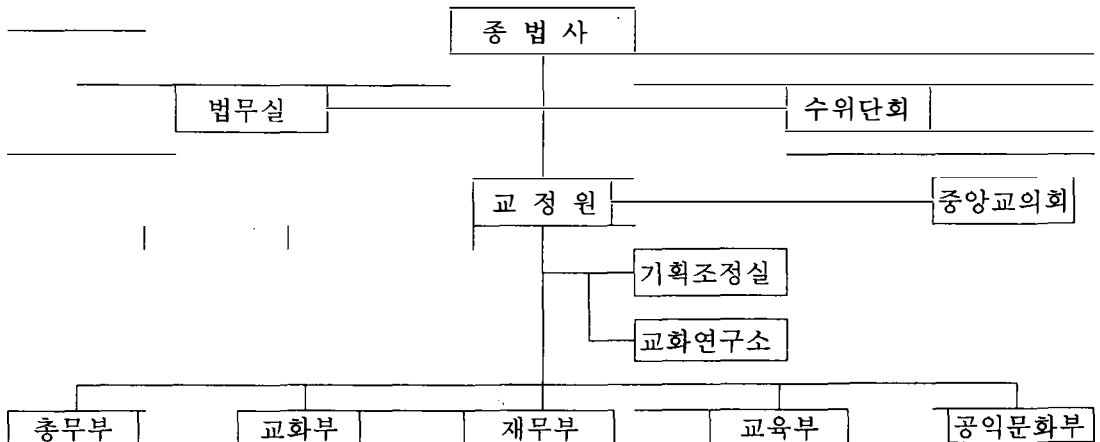 종 법 사
법무실 수위단회
교 정 원 중앙교의회
기획조정실
교화연구소
총무부 교화부 재무부 교육부 공익문화부